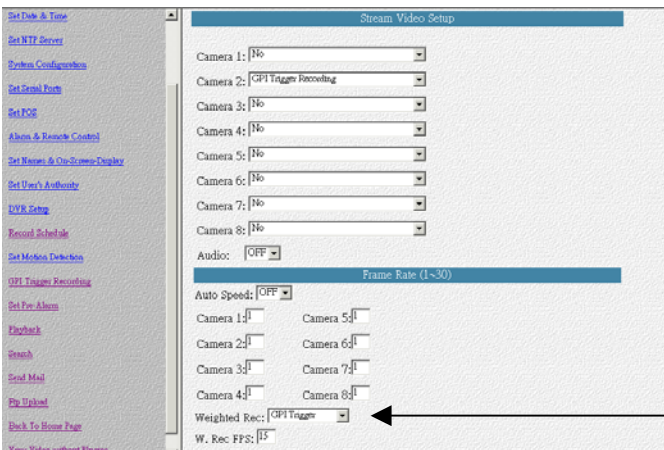 Set Date & Time
Set NTP Server
System Configuration
Set Serial Ports
Set POS
Alarm & Remote Control
Set Names & On-Screen-Display
Set User's Authority
DVR Setup
Record Schedule
Set Motion Detection
GPI Trigger Recording
Set Pre-Alarm
Playback
Search
Send Mail
Ftp Upload
Back To Home Page
Stream Video Setup
Camera 1: No
Camera 2: GPI Trigger Recording
Camera 3: No
Camera 4: No
Camera 5: No
Camera 6: No
Camera 7: No
Camera 8: No
Audio: OFF
Frame Rate (1~30)
Auto Speed: OFF
Camera 1: 1 Camera 5: 1
Camera 2: 1 Camera 6: 1
Camera 3: 1 Camera 7: 1
Camera 4: 1 Camera 8: 1
Weighted Rec: GPI Trigger
W. Rec FPS: 15